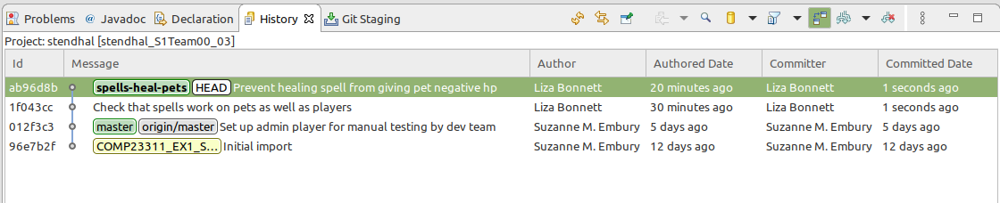 Problems @ Javadoc Declaration History Git Staging
Project: stendhal [stendhal_S1Team00_03]
Id Message Author Authored Date Committer Committed Date
ab96d8b spells-heal-pets HEAD Prevent healing spell from giving pet negative hp Liza Bonnett 20 minutes ago Liza Bonnett 1 seconds ago
1f043cc Check that spells work on pets as well as players Liza Bonnett 30 minutes ago Liza Bonnett 1 seconds ago
012f3c3 master origin/master Set up admin player for manual testing by dev team Suzanne M. Embury 5 days ago Suzanne M. Embury 5 days ago
96e7b2f COMP23311_EX1_S... Initial import Suzanne M. Embury 12 days ago Suzanne M. Embury 12 days ago